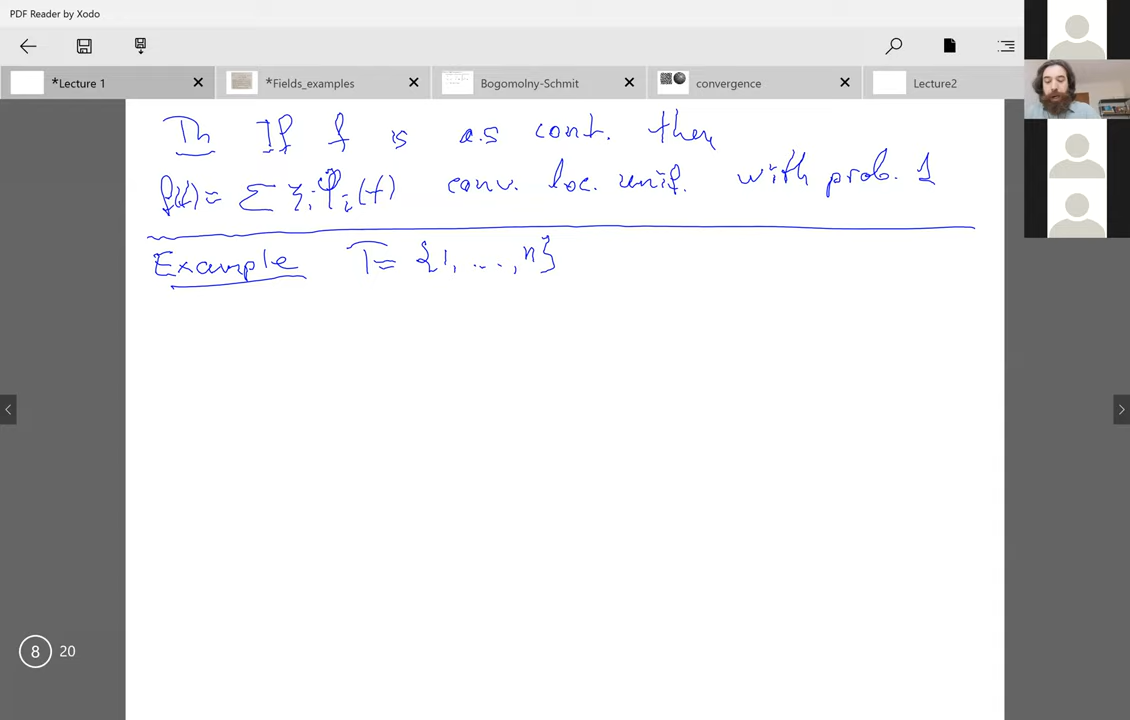 PDF Reader by Xodo
*Lecture 1
*Fields_examples
Bogomolny-Schmit
convergence
Lecture2
Th If f is a.s cont. then
f(t) = Σ ξᵢ φᵢ(t) conv. loc. unif. with prob. 1
Example T = {1, ..., n}
8 20